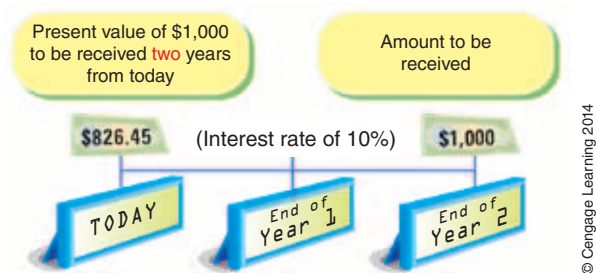 Present value of $1,000
to be received two years
from today
Amount to be
received
$826.45
(Interest rate of 10%)
$1,000
TODAY
End of
Year 1
End of
Year 2
© Cengage Learning 2014